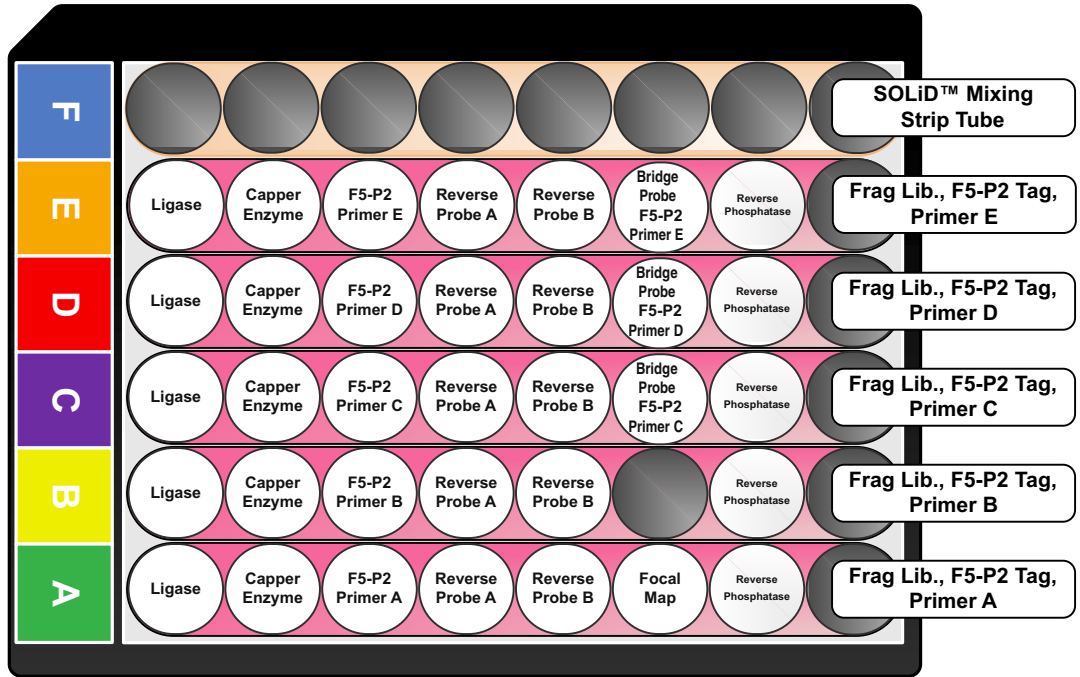 F
SOLiD™ Mixing
Strip Tube
E
Ligase
Capper
Enzyme
F5-P2
Primer E
Reverse
Probe A
Reverse
Probe B
Bridge
Probe
F5-P2
Primer E
Reverse
Phosphatase
Frag Lib., F5-P2 Tag,
Primer E
D
Ligase
Capper
Enzyme
F5-P2
Primer D
Reverse
Probe A
Reverse
Probe B
Bridge
Probe
F5-P2
Primer D
Reverse
Phosphatase
Frag Lib., F5-P2 Tag,
Primer D
C
Ligase
Capper
Enzyme
F5-P2
Primer C
Reverse
Probe A
Reverse
Probe B
Bridge
Probe
F5-P2
Primer C
Reverse
Phosphatase
Frag Lib., F5-P2 Tag,
Primer C
B
Ligase
Capper
Enzyme
F5-P2
Primer B
Reverse
Probe A
Reverse
Probe B
Reverse
Phosphatase
Frag Lib., F5-P2 Tag,
Primer B
A
Ligase
Capper
Enzyme
F5-P2
Primer A
Reverse
Probe A
Reverse
Probe B
Focal
Map
Reverse
Phosphatase
Frag Lib., F5-P2 Tag,
Primer A